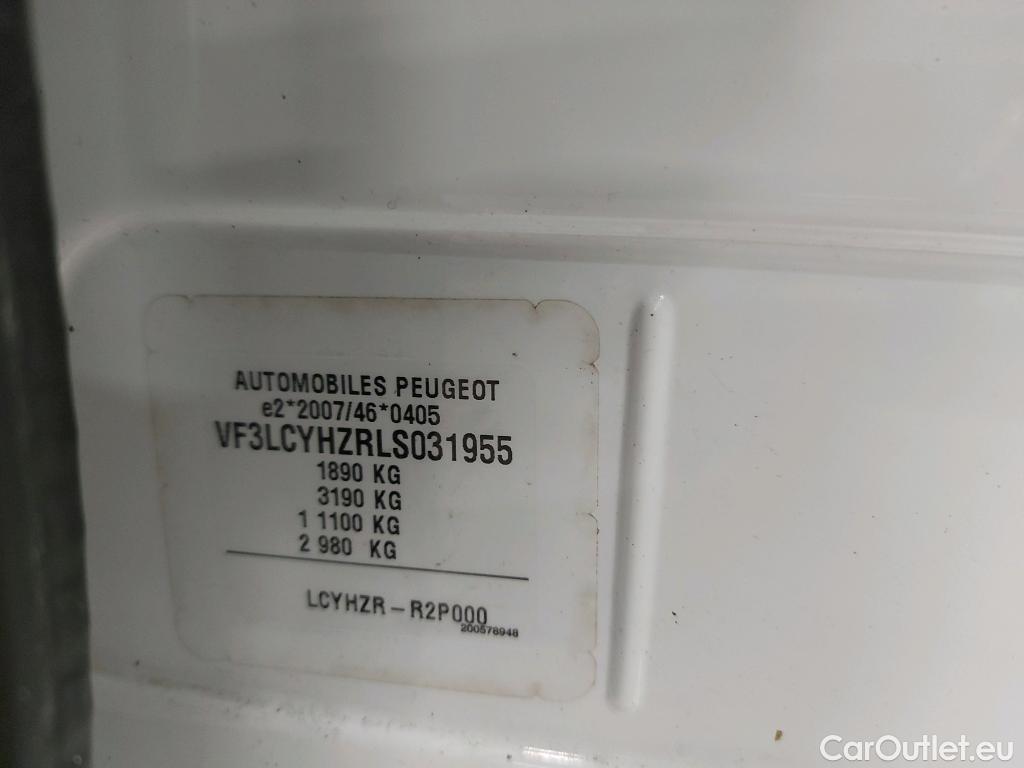 AUTOMOBILES PEUGEOT
e2*2007/46*0405
VF3LCYHZRLS031955
1890 KG
3190 KG
1 1100 KG
2 980 KG
LCYHZR - R2P000
200578948
CarOutlet.eu